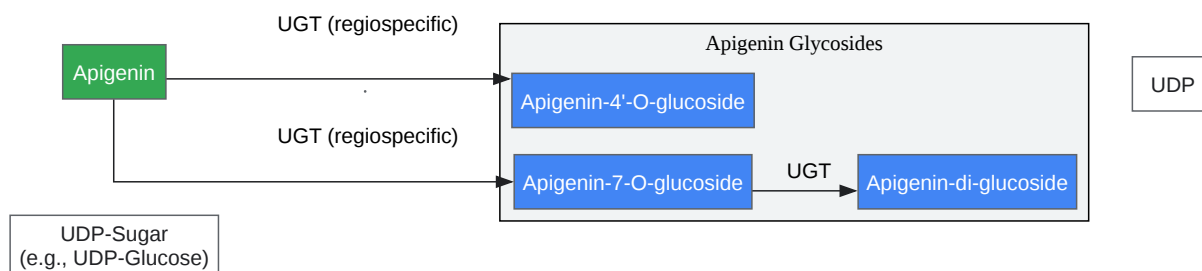 UGT (regiospecific)
Apigenin Glycosides
Apigenin
UDP
Apigenin-4'-O-glucoside
UGT (regiospecific)
UGT
Apigenin-7-O-glucoside
Apigenin-di-glucoside
UDP-Sugar
(e.g., UDP-Glucose)